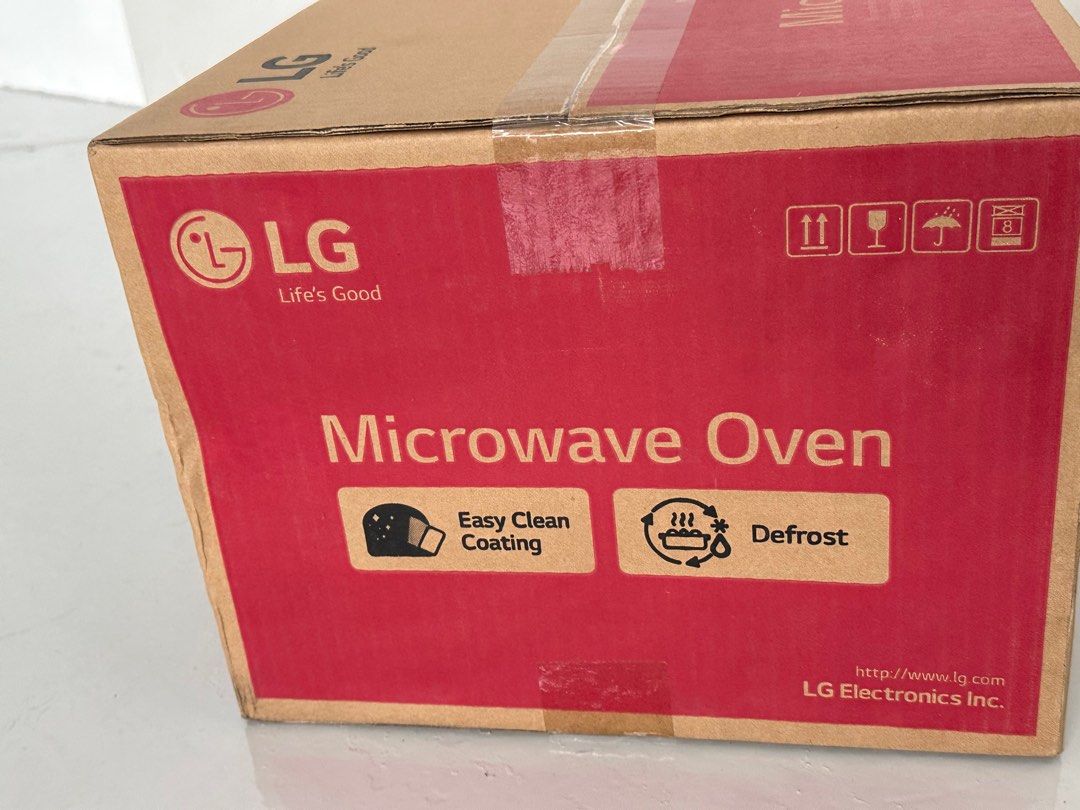 LG
Life's Good
Mic
LG
Life's Good
8
Microwave Oven
Easy Clean
Coating
Defrost
http://www.lg.com
LG Electronics Inc.